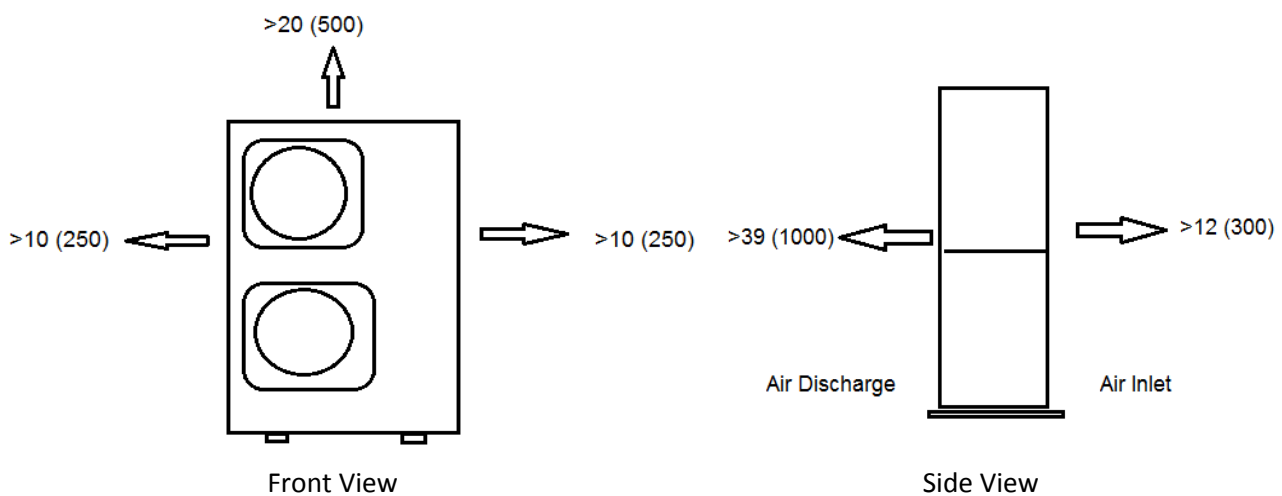 >20 (500)
>10 (250)
>10 (250)
>39 (1000)
>12 (300)
Air Discharge
Air Inlet
Front View
Side View